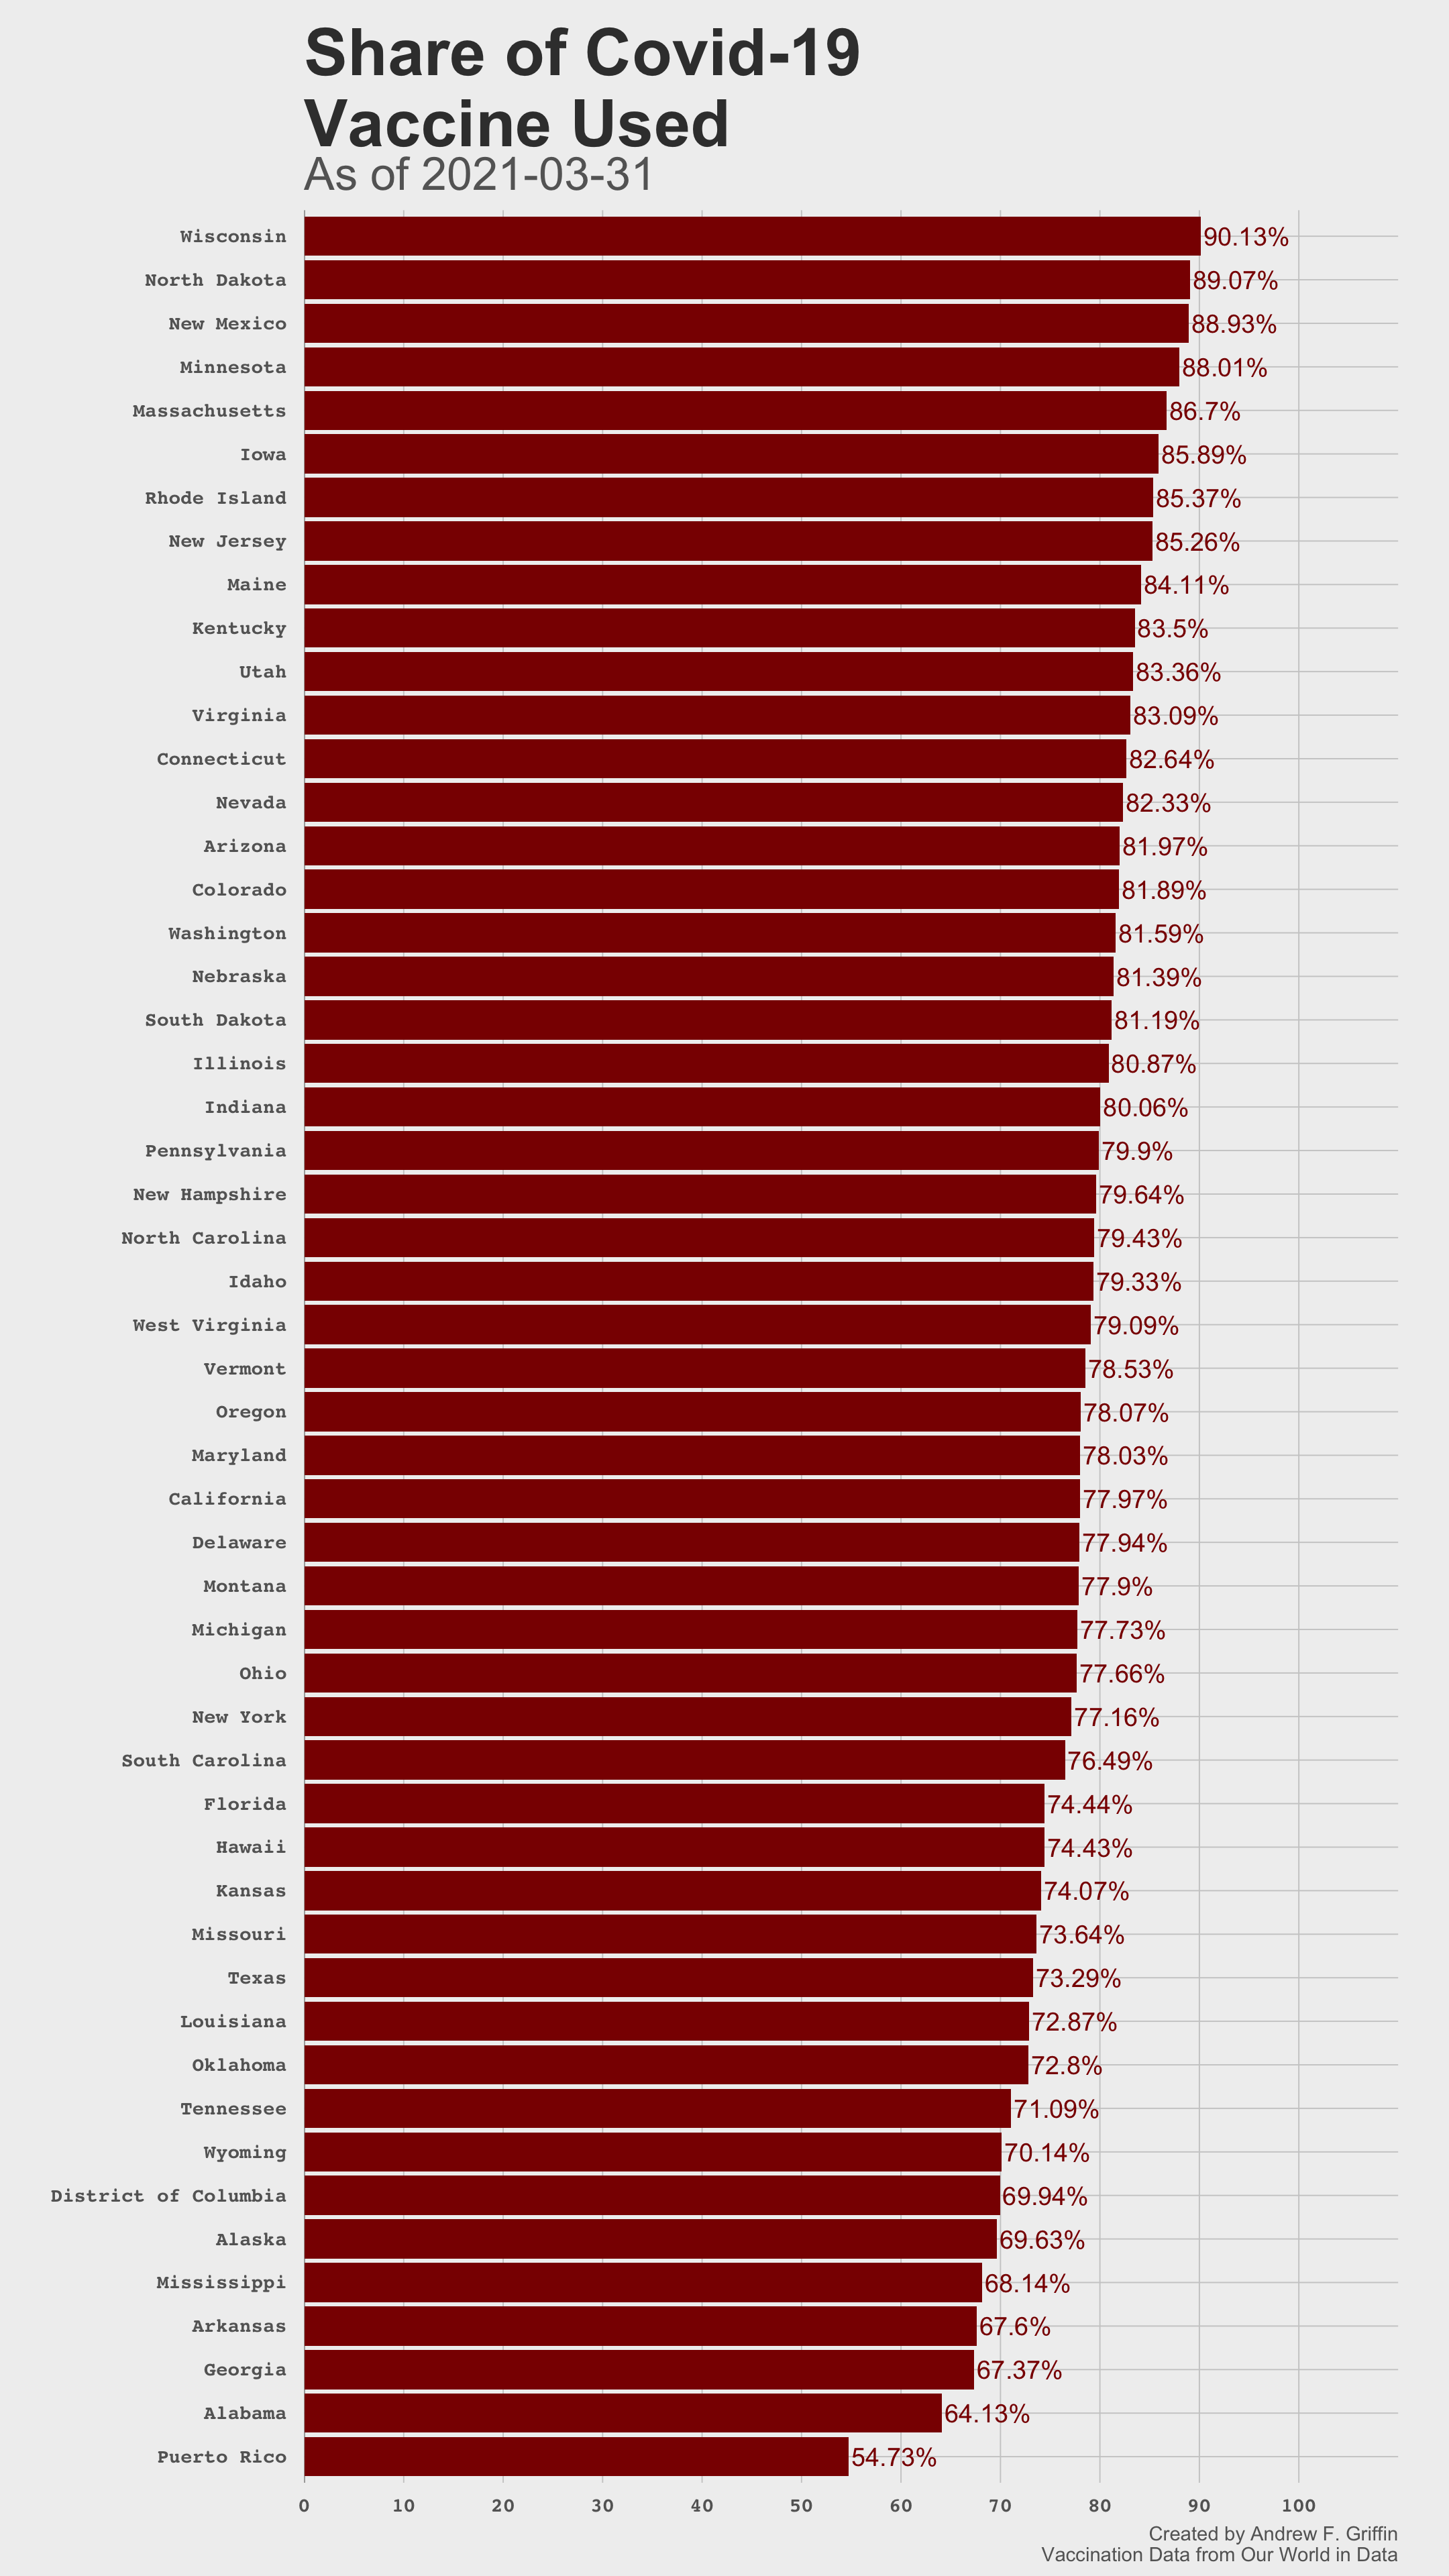 Share of Covid-19
Vaccine Used
As of 2021-03-31
Wisconsin 90.13%
North Dakota 89.07%
New Mexico 88.93%
Minnesota 88.01%
Massachusetts 86.7%
Iowa 85.89%
Rhode Island 85.37%
New Jersey 85.26%
Maine 84.11%
Kentucky 83.5%
Utah 83.36%
Virginia 83.09%
Connecticut 82.64%
Nevada 82.33%
Arizona 81.97%
Colorado 81.89%
Washington 81.59%
Nebraska 81.39%
South Dakota 81.19%
Illinois 80.87%
Indiana 80.06%
Pennsylvania 79.9%
New Hampshire 79.64%
North Carolina 79.43%
Idaho 79.33%
West Virginia 79.09%
Vermont 78.53%
Oregon 78.07%
Maryland 78.03%
California 77.97%
Delaware 77.94%
Montana 77.9%
Michigan 77.73%
Ohio 77.66%
New York 77.16%
South Carolina 76.49%
Florida 74.44%
Hawaii 74.43%
Kansas 74.07%
Missouri 73.64%
Texas 73.29%
Louisiana 72.87%
Oklahoma 72.8%
Tennessee 71.09%
Wyoming 70.14%
District of Columbia 69.94%
Alaska 69.63%
Mississippi 68.14%
Arkansas 67.6%
Georgia 67.37%
Alabama 64.13%
Puerto Rico 54.73%
0 10 20 30 40 50 60 70 80 90 100
Created by Andrew F. Griffin
Vaccination Data from Our World in Data